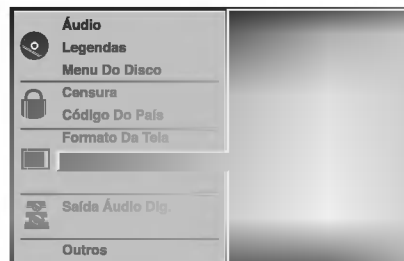 Áudio
Legendas
Menu Do Disco
Censura
Código Do País
Formato Da Tela
Saída Áudio Dig.
Outros